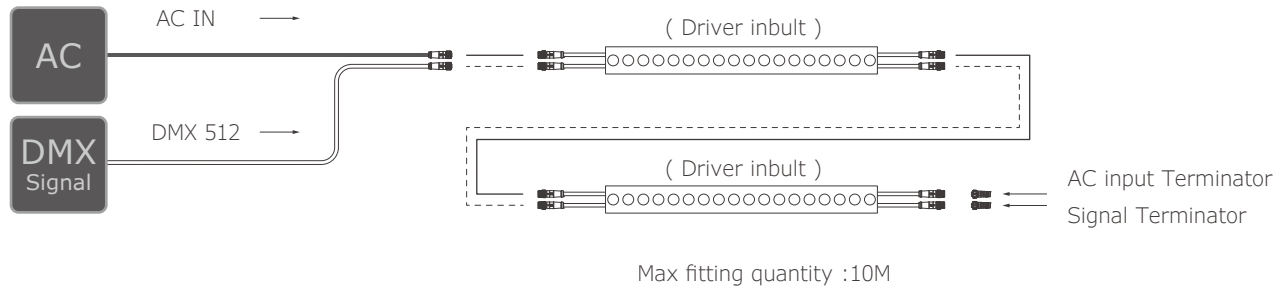 AC
AC IN
DMX
Signal
DMX 512
( Driver inbult )
( Driver inbult )
AC input Terminator
Signal Terminator
Max fitting quantity :10M